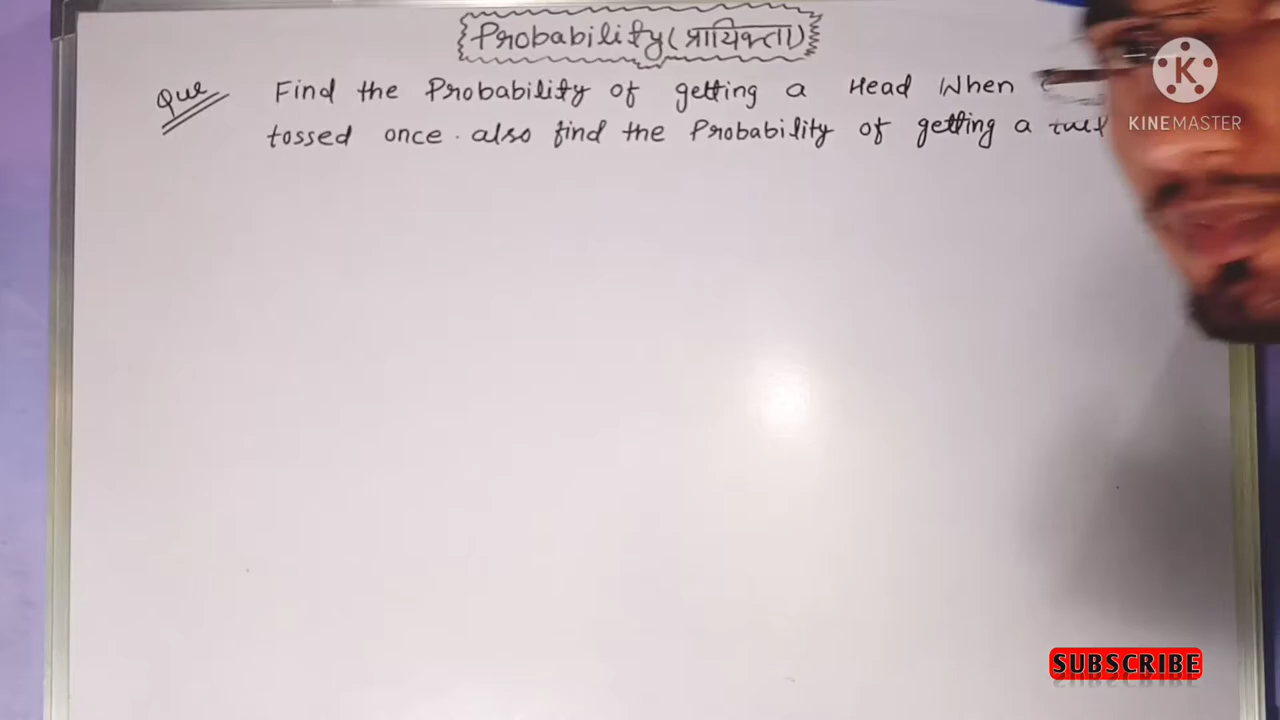 Probability (प्रायिकता)
Que Find the Probability of getting a Head When
tossed once. also find the Probability of getting a tail
K
KINEMASTER
SUBSCRIBE